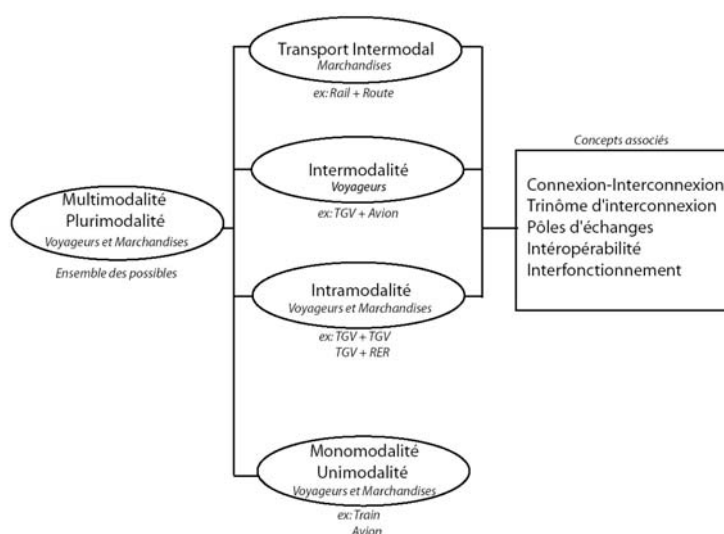 Transport Intermodal
Marchandises
ex: Rail + Route
Intermodalité
Voyageurs
ex: TGV + Avion
Multimodalité
Plurimodalité
Voyageurs et Marchandises
Ensemble des possibles
Intramodalité
Voyageurs et Marchandises
ex: TGV + TGV
TGV + RER
Monomodalité
Unimodalité
Voyageurs et Marchandises
ex: Train
Avion
Concepts associés
Connexion-Interconnexion
Trinôme d'interconnexion
Pôles d'échanges
Intéropérabilité
Interfonctionnement